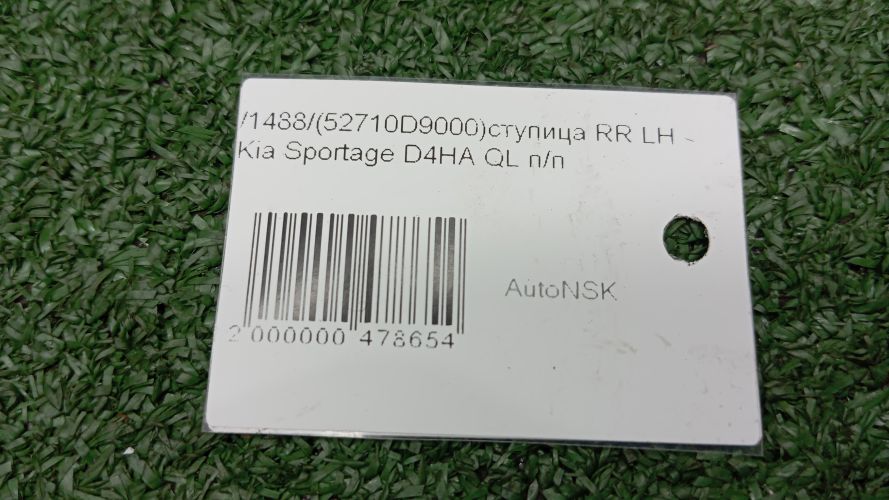 /1488/(52710D9000)ступица RR LH -
Kia Sportage D4HA QL п/п
AutoNSK
2 000000 478654